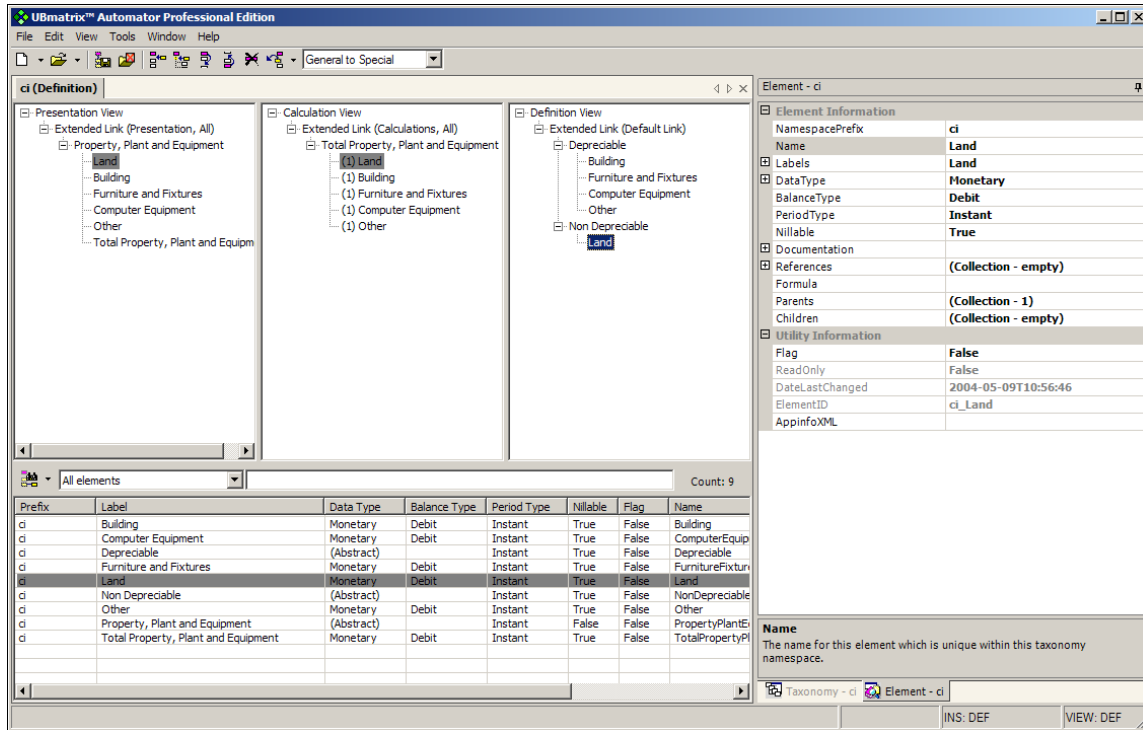 UBmatrix™ Automator Professional Edition
File Edit View Tools Window Help
General to Special
ci (Definition)
Presentation View
Extended Link (Presentation, All)
Property, Plant and Equipment
Land
Building
Furniture and Fixtures
Computer Equipment
Other
Total Property, Plant and Equipm
Calculation View
Extended Link (Calculations, All)
Total Property, Plant and Equipment
(1) Land
(1) Building
(1) Furniture and Fixtures
(1) Computer Equipment
(1) Other
Definition View
Extended Link (Default Link)
Depreciable
Building
Furniture and Fixtures
Computer Equipment
Other
Non Depreciable
Land
All elements
Count: 9
Prefix Label Data Type Balance Type Period Type Nillable Flag Name
ci Building Monetary Debit Instant True False Building
ci Computer Equipment Monetary Debit Instant True False ComputerEquip
ci Depreciable (Abstract) Instant True False Depreciable
ci Furniture and Fixtures Monetary Debit Instant True False FurnitureFixtur
ci Land Monetary Debit Instant True False Land
ci Non Depreciable (Abstract) Instant True False NonDepreciable
ci Other Monetary Debit Instant True False Other
ci Property, Plant and Equipment (Abstract) Instant False False PropertyPlantE
ci Total Property, Plant and Equipment Monetary Debit Instant True False TotalPropertyPl
Element - ci
Element Information
NamespacePrefix ci
Name Land
Labels Land
DataType Monetary
BalanceType Debit
PeriodType Instant
Nillable True
Documentation
References (Collection - empty)
Formula
Parents (Collection - 1)
Children (Collection - empty)
Utility Information
Flag False
ReadOnly False
DateLastChanged 2004-05-09T10:56:46
ElementID ci_Land
AppinfoXML
Name
The name for this element which is unique within this taxonomy
namespace.
Taxonomy - ci Element - ci
INS: DEF VIEW: DEF